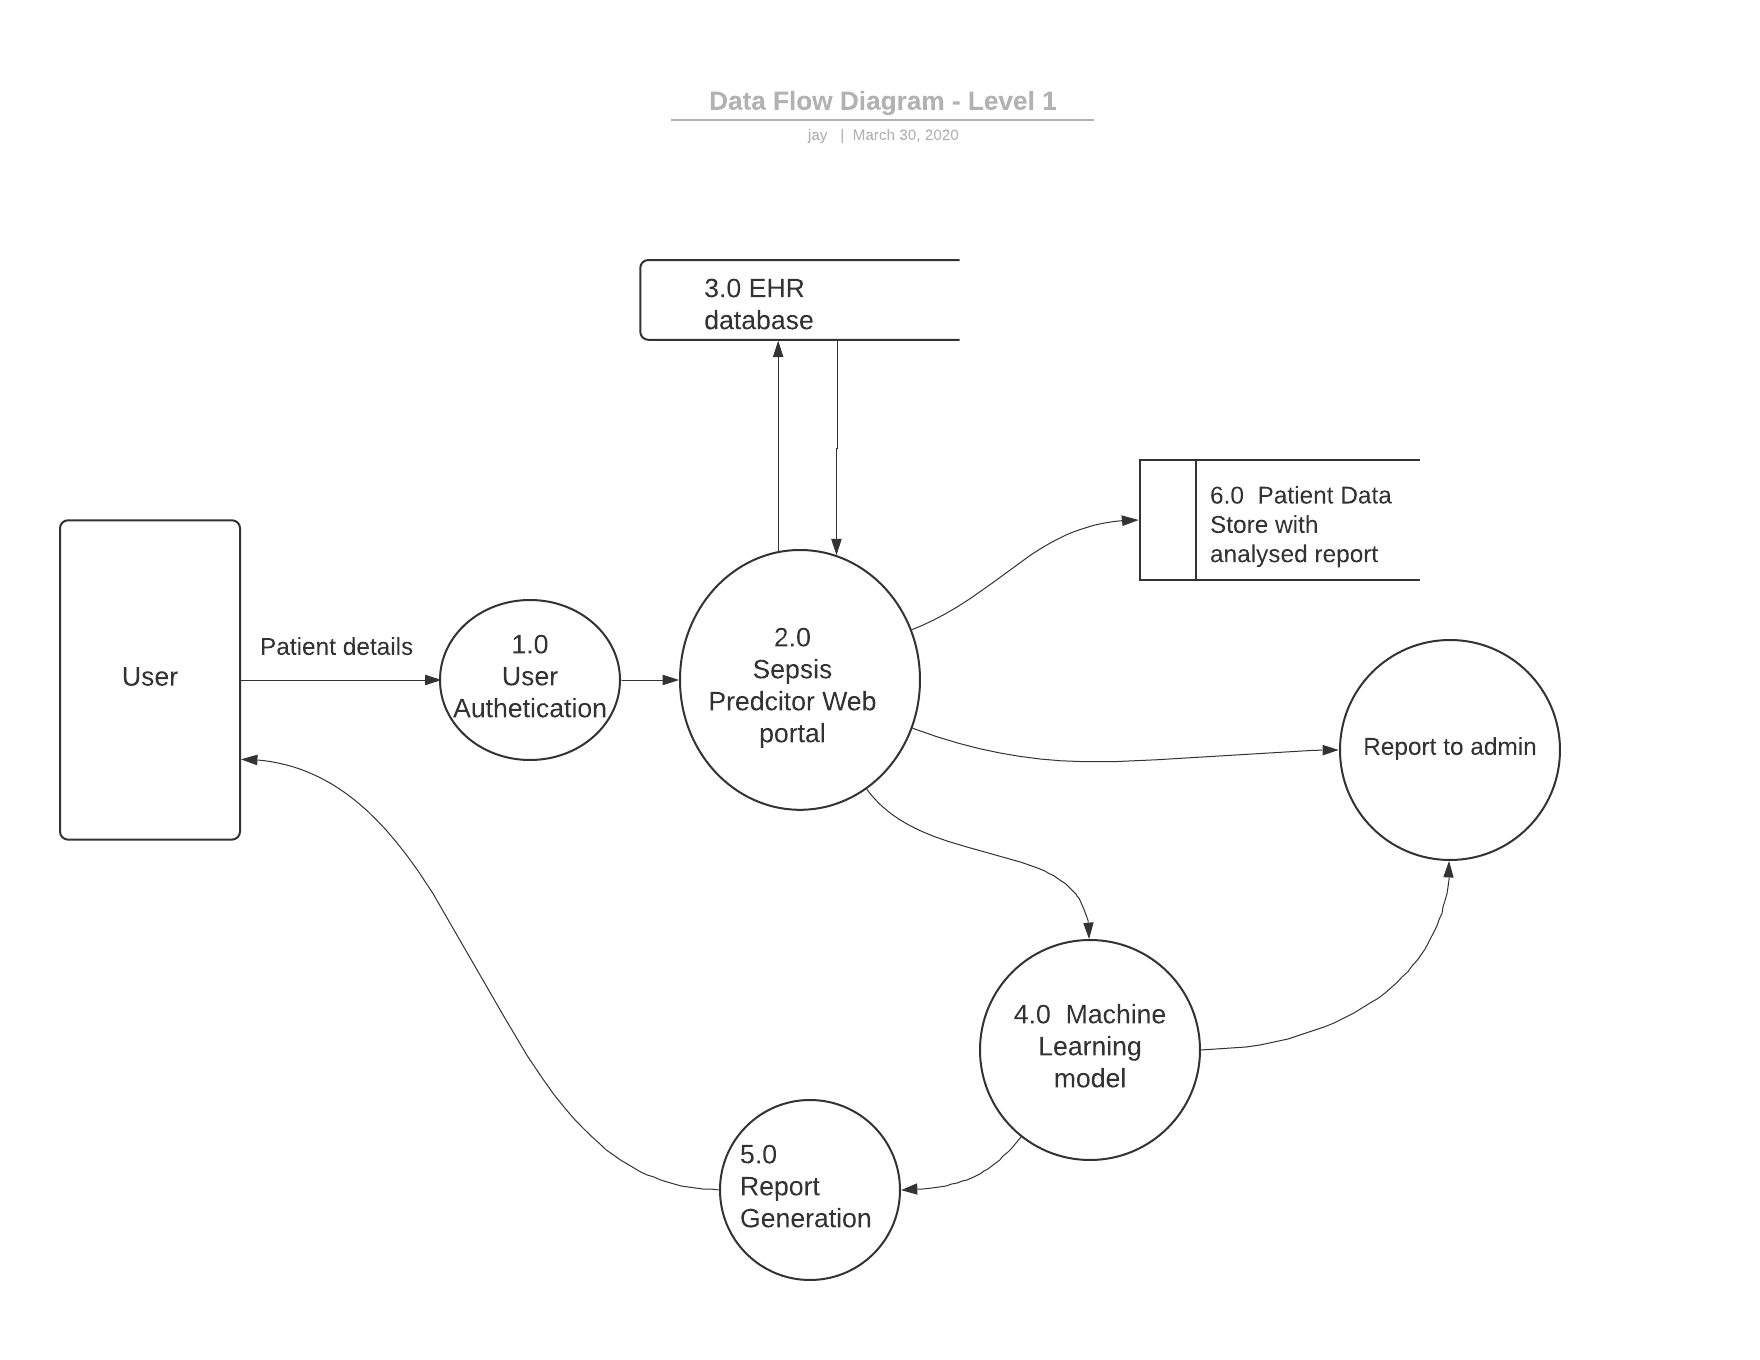 Data Flow Diagram - Level 1
jay | March 30, 2020
3.0 EHR
database
6.0 Patient Data
Store with
analysed report
User
Patient details
1.0
User
Authetication
2.0
Sepsis
Predcitor Web
portal
Report to admin
4.0 Machine
Learning
model
5.0
Report
Generation